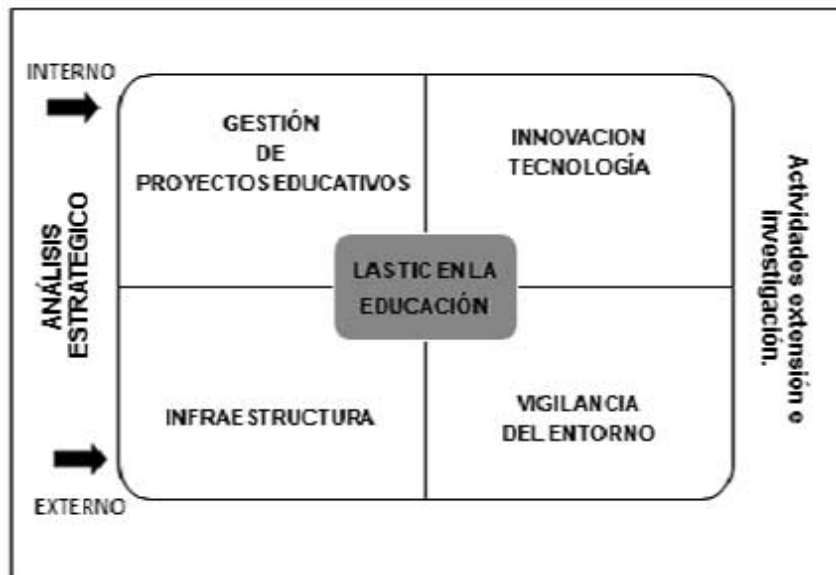 INTERNO
GESTIÓN
DE
PROYECTOS EDUCATIVOS
INNOVACION
TECNOLOGÍA
ANÁLISIS
ESTRATEGICO
LAS TIC EN LA
EDUCACIÓN
Actividades extensión e
investigación.
INFRAESTRUCTURA
VIGILANCIA
DEL ENTORNO
EXTERNO